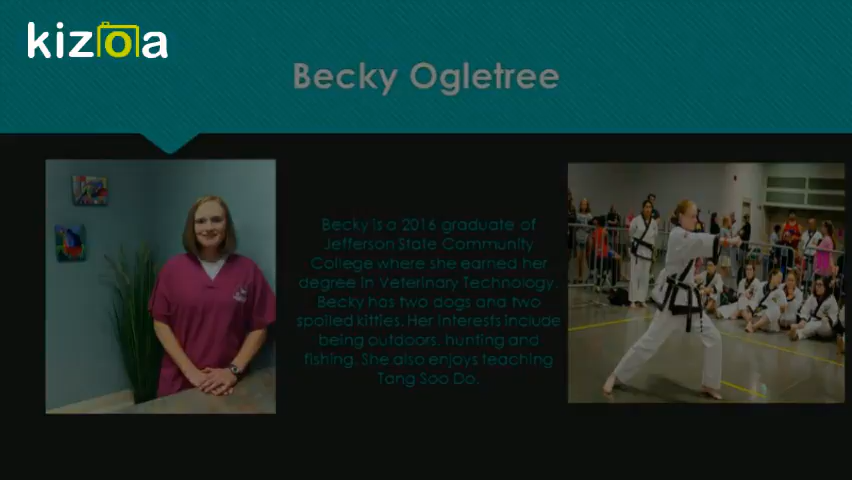 kizoa
Becky Ogletree
Becky is a 2016 graduate of
Jefferson State Community
College where she earned her
degree in Veterinary Technology.
Becky has two dogs and two
spoiled kitties. Her interests include
being outdoors, hunting and
fishing. She also enjoys teaching
Tang Soo Do.